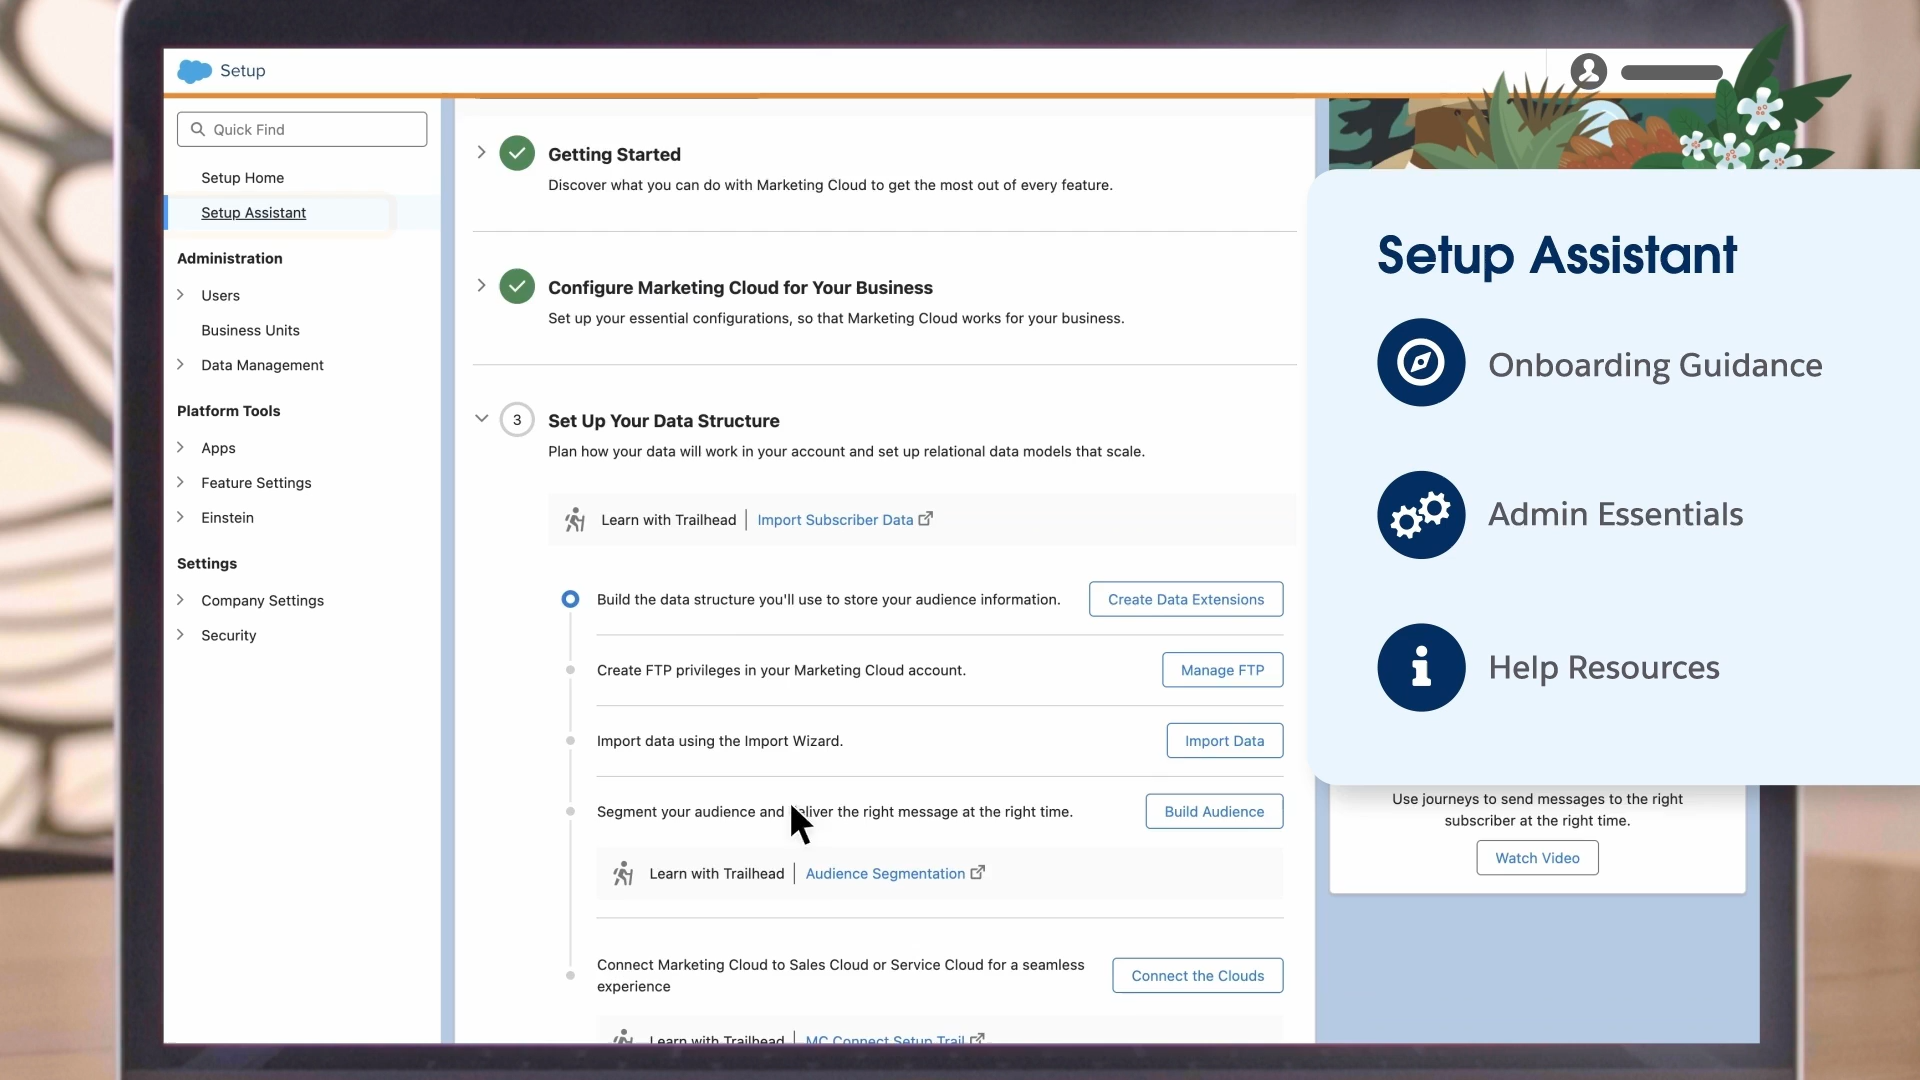 Setup
Quick Find
Setup Home
Setup Assistant
Administration
Users
Business Units
Data Management
Platform Tools
Apps
Feature Settings
Einstein
Settings
Company Settings
Security
Getting Started
Discover what you can do with Marketing Cloud to get the most out of every feature.
Configure Marketing Cloud for Your Business
Set up your essential configurations, so that Marketing Cloud works for your business.
3
Set Up Your Data Structure
Plan how your data will work in your account and set up relational data models that scale.
Learn with Trailhead | Import Subscriber Data
Build the data structure you'll use to store your audience information.
Create Data Extensions
Create FTP privileges in your Marketing Cloud account.
Manage FTP
Import data using the Import Wizard.
Import Data
Segment your audience and deliver the right message at the right time.
Build Audience
Learn with Trailhead | Audience Segmentation
Connect Marketing Cloud to Sales Cloud or Service Cloud for a seamless
experience
Connect the Clouds
Learn with Trailhead | MC Connect Setup Trail
Setup Assistant
Onboarding Guidance
Admin Essentials
Help Resources
Use journeys to send messages to the right
subscriber at the right time.
Watch Video